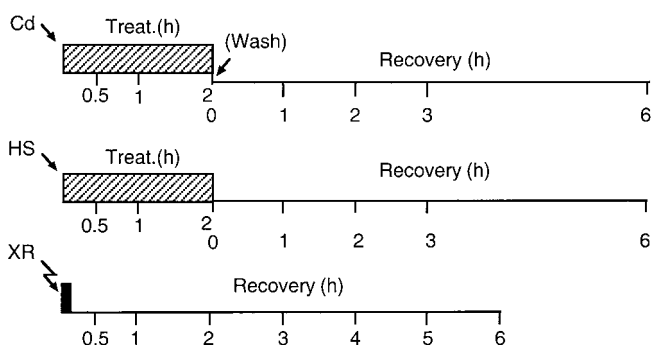 Cd Treat.(h) (Wash)
Recovery (h)
0.5 1 2
0 1 2 3 6
HS Treat.(h)
Recovery (h)
0.5 1 2
0 1 2 3 6
XR Recovery (h)
0.5 1 2 3 4 5 6